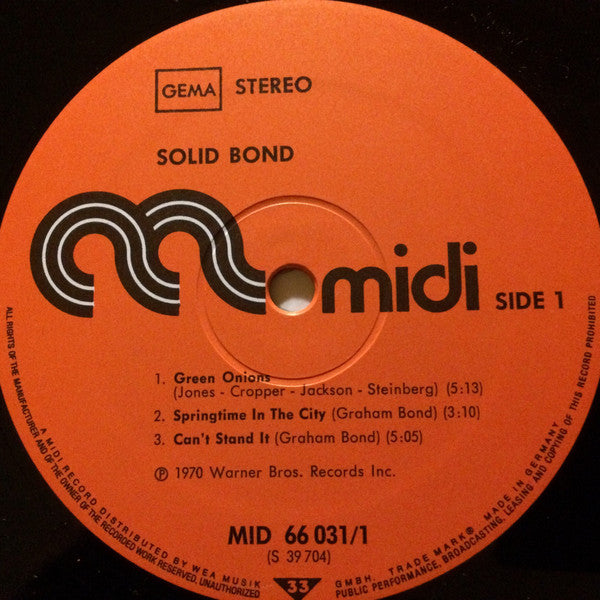 GEMA STEREO
SOLID BOND
midi SIDE 1
1. Green Onions
(Jones - Cropper - Jackson - Steinberg) (5:13)
2. Springtime In The City (Graham Bond) (3:10)
3. Can't Stand It (Graham Bond) (5:05)
Ⓟ 1970 Warner Bros. Records Inc.
MID 66 031/1
(S 39 704)
33
A MIDI RECORD DISTRIBUTED BY WEA MUSIK GMBH. TRADE MARK® MADE IN GERMANY
ALL RIGHTS OF THE MANUFACTURER AND OF THE OWNER OF THE RECORDED WORK RESERVED. UNAUTHORIZED PUBLIC PERFORMANCE, BROADCASTING, LEASING AND COPYING OF THIS RECORD PROHIBITED